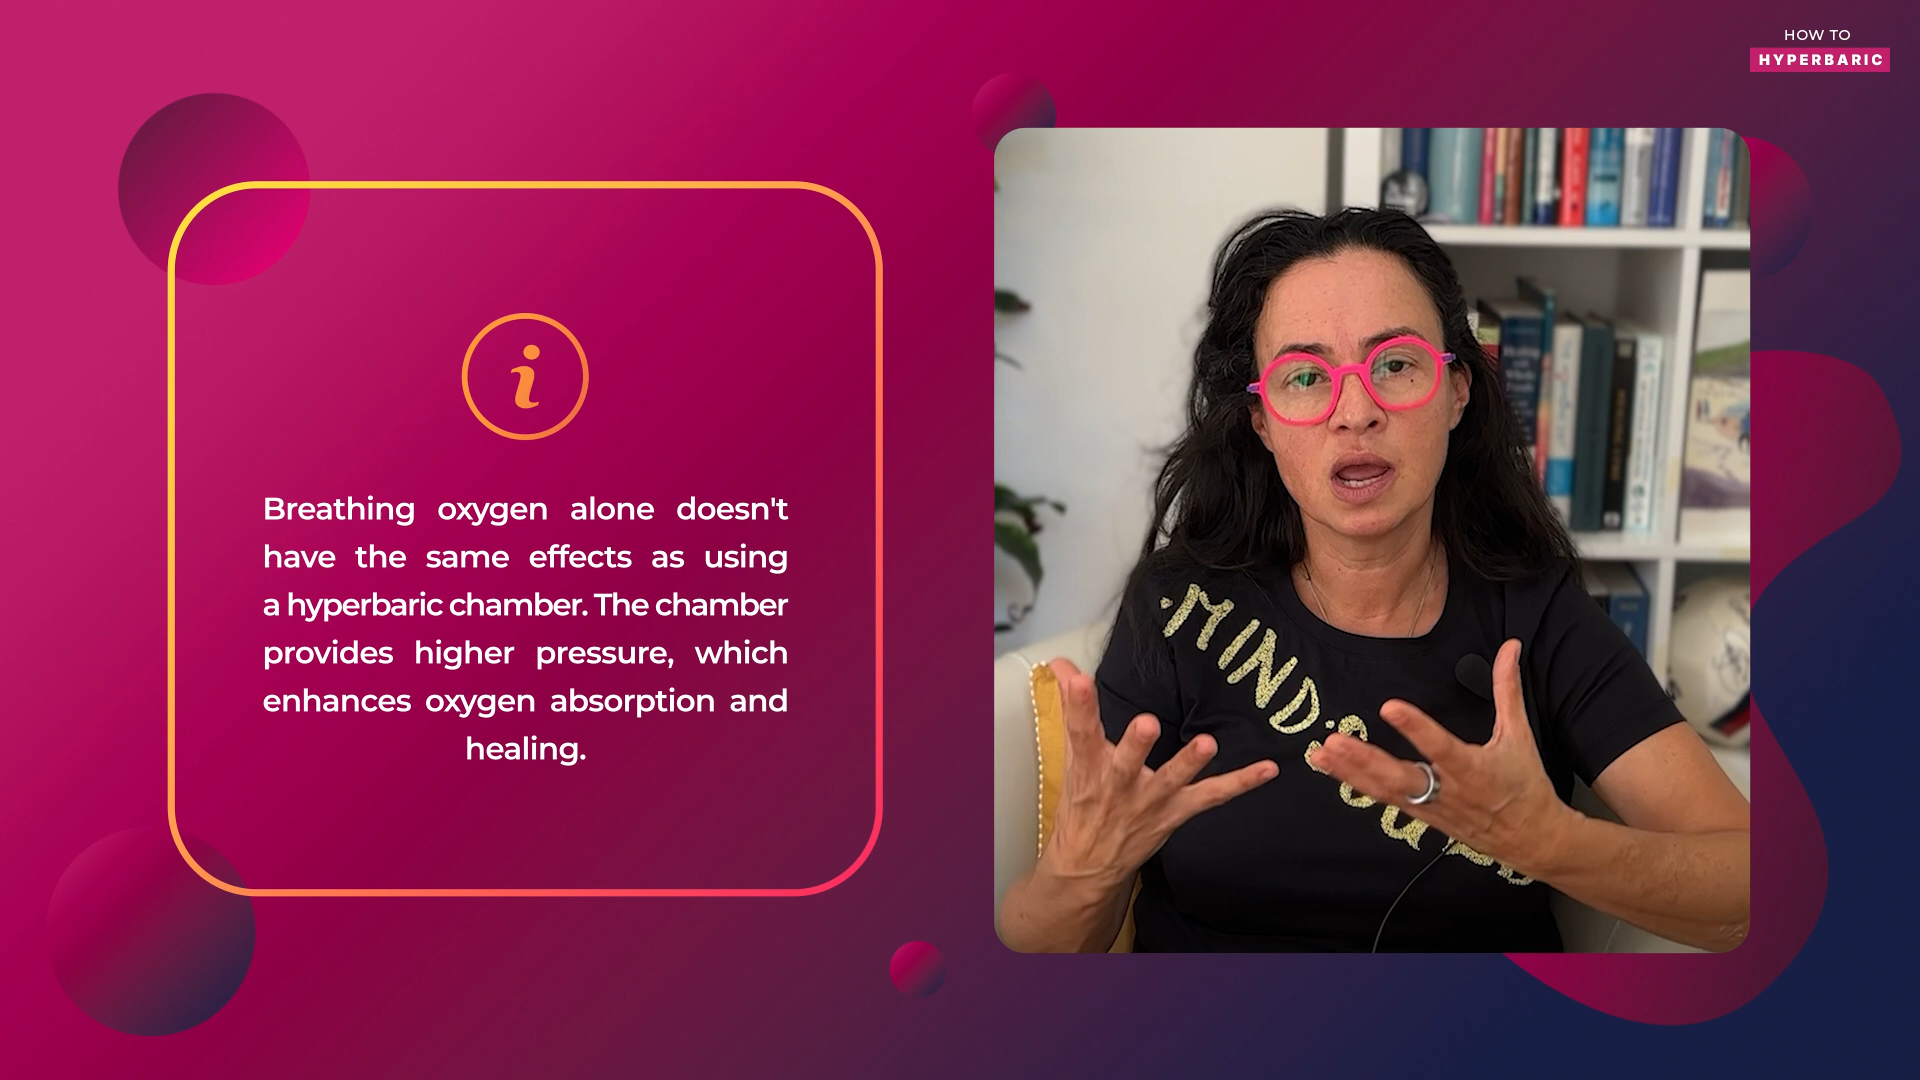 HOW TO
HYPERBARIC
i
Breathing oxygen alone doesn't
have the same effects as using
a hyperbaric chamber. The chamber
provides higher pressure, which
enhances oxygen absorption and
healing.
.MIND.